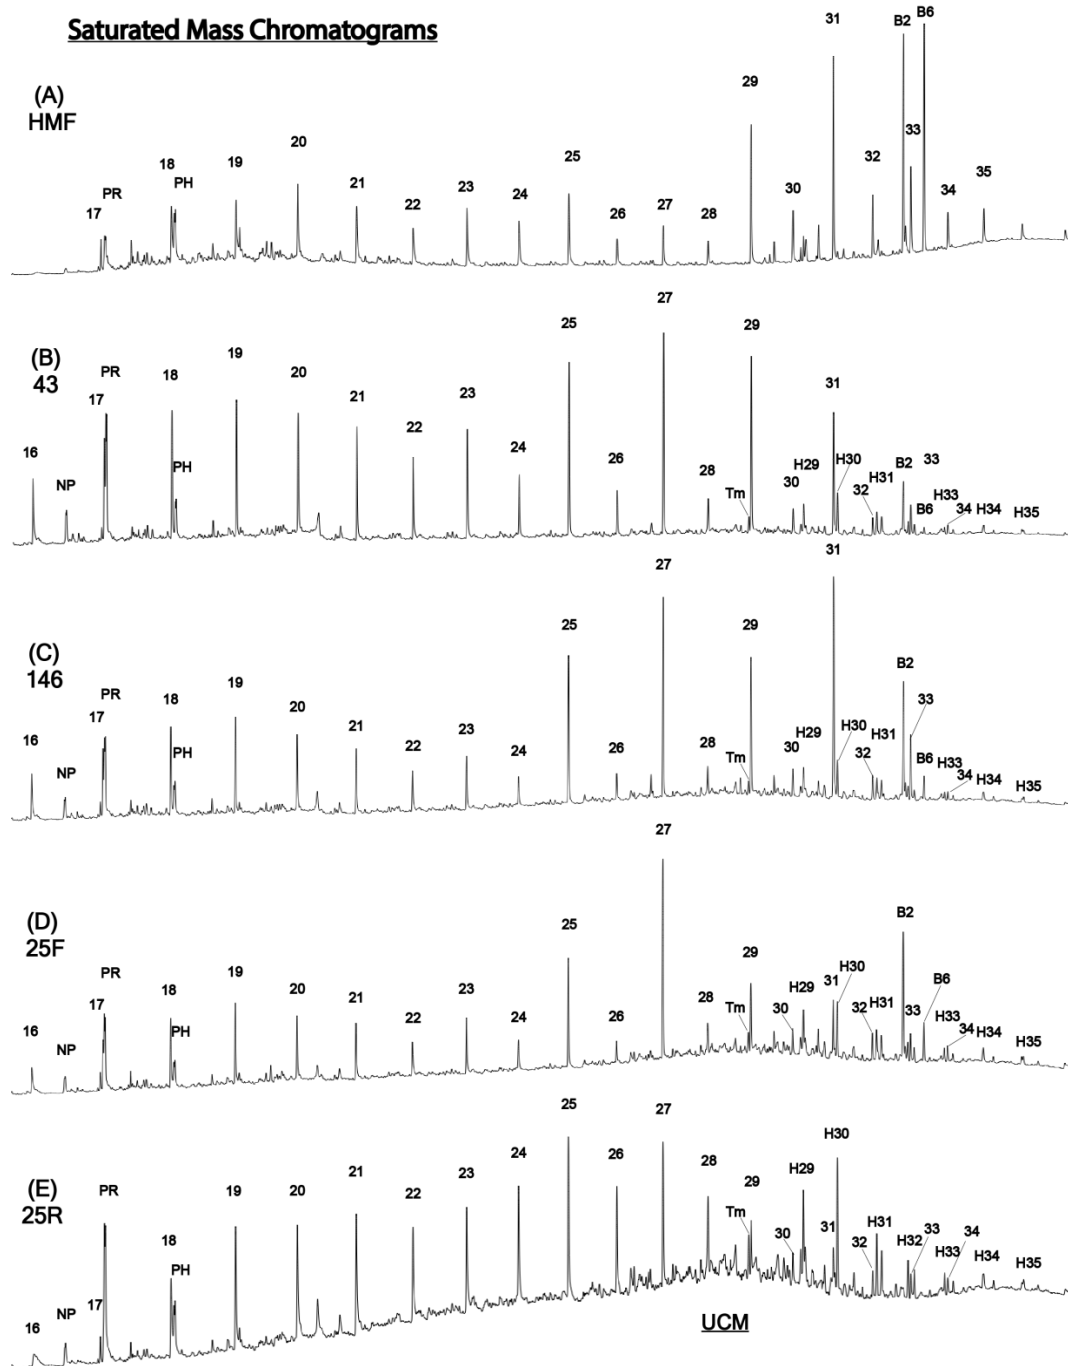 Saturated Mass Chromatograms
(A)
HMF
17 PR 18 PH 19 20 21 22 23 24 25 26 27 28 29 30 31 32 B2 33 B6 34 35
(B)
43
16 NP 17 PR 18 PH 19 20 21 22 23 24 25 26 27 28 Tm 29 30 H29 31 H30 32 H31 B2 33 B6 H33 34 H34 H35
(C)
146
16 NP 17 PR 18 PH 19 20 21 22 23 24 25 26 27 28 Tm 29 30 H29 31 H30 32 H31 B2 33 B6 H33 34 H34 H35
(D)
25F
16 NP 17 PR 18 PH 19 20 21 22 23 24 25 26 27 28 Tm 29 30 H29 31 H30 32 H31 B2 33 B6 H33 34 H34 H35
(E)
25R
16 NP 17 PR 18 PH 19 20 21 22 23 24 25 26 27 28 Tm 29 30 H29 31 H30 32 H31 H32 33 H33 34 H34 H35
UCM